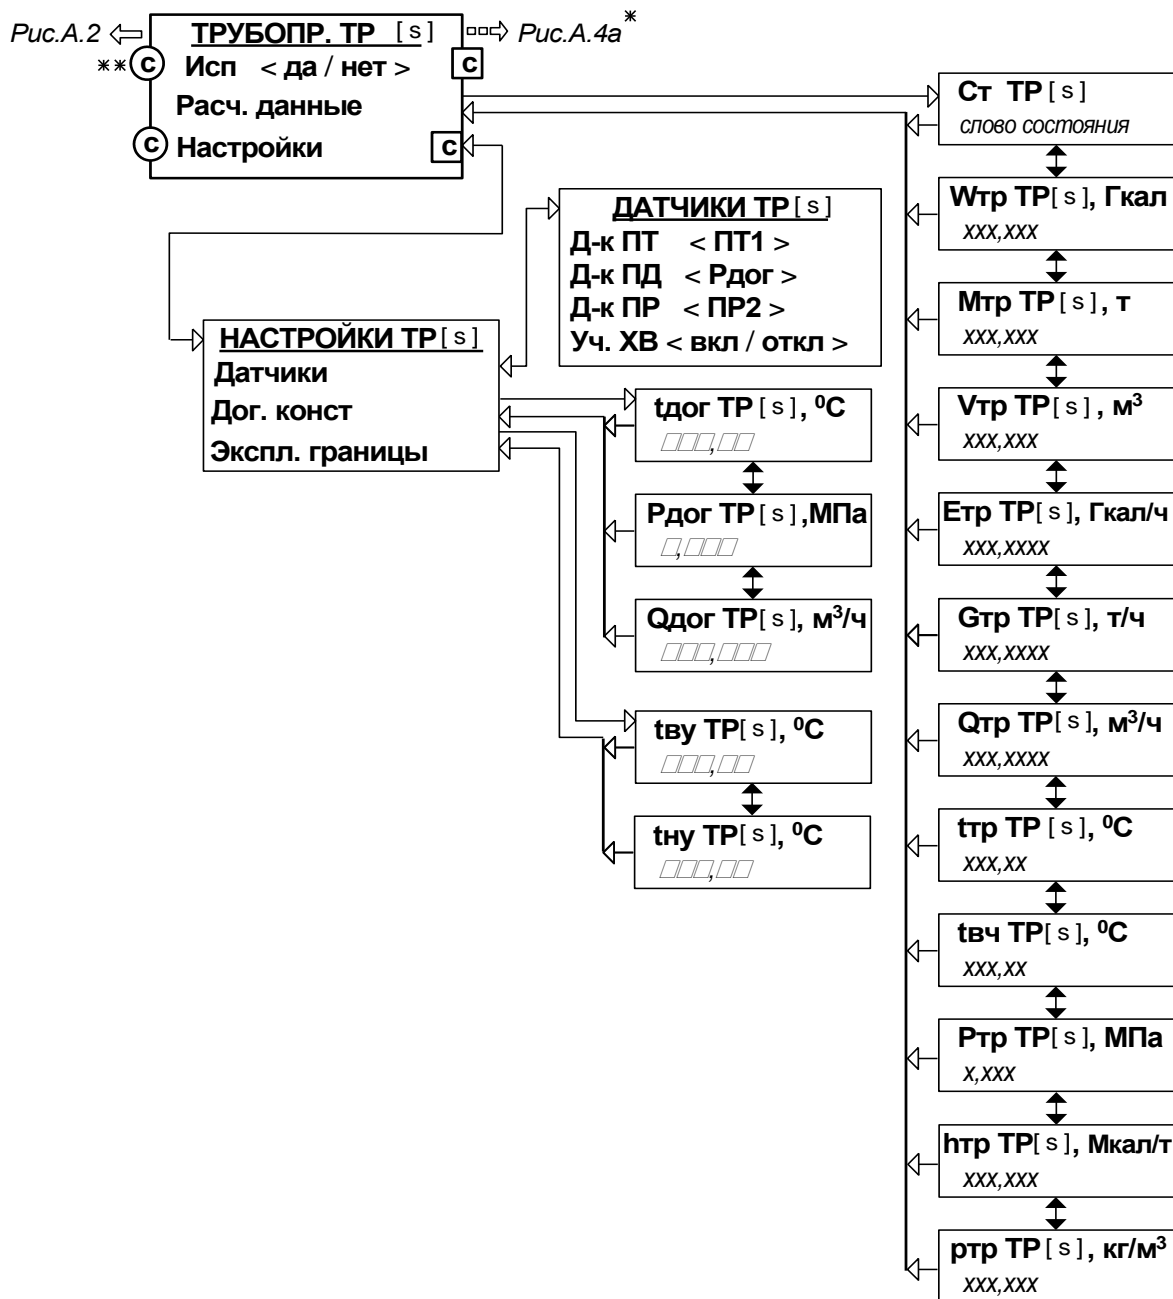 Рис.А.2
ТРУБОПР. ТР [s]
Рис.А.4а*
** с
Исп < да / нет >
с
Расч. данные
с
Настройки
с
ДАТЧИКИ ТР[s]
Д-к ПТ < ПТ1 >
Д-к ПД < Рдог >
Д-к ПР < ПР2 >
Уч. ХВ < вкл / откл >
НАСТРОЙКИ ТР[s]
Датчики
Дог. конст
Экспл. границы
tдог ТР[s], ⁰С
□□□,□□
Рдог ТР[s],МПа
□,□□□
Qдог ТР[s], м³/ч
□□□,□□□
tву ТР[s], ⁰С
□□□,□□
tну ТР[s], ⁰С
□□□,□□
Ст ТР[s]
слово состояния
Wтр ТР[s], Гкал
xxx,xxx
Мтр ТР[s], т
xxx,xxx
Vтр ТР[s], м³
xxx,xxx
Етр ТР[s], Гкал/ч
xxx,xxxx
Gтр ТР[s], т/ч
xxx,xxxx
Qтр ТР[s], м³/ч
xxx,xxxx
tтр ТР[s], ⁰С
xxx,xx
tвч ТР[s], ⁰С
xxx,xx
Ртр ТР[s], МПа
x,xxx
hтр ТР[s], Мкал/т
xxx,xxx
ртр ТР[s], кг/м³
xxx,xxx